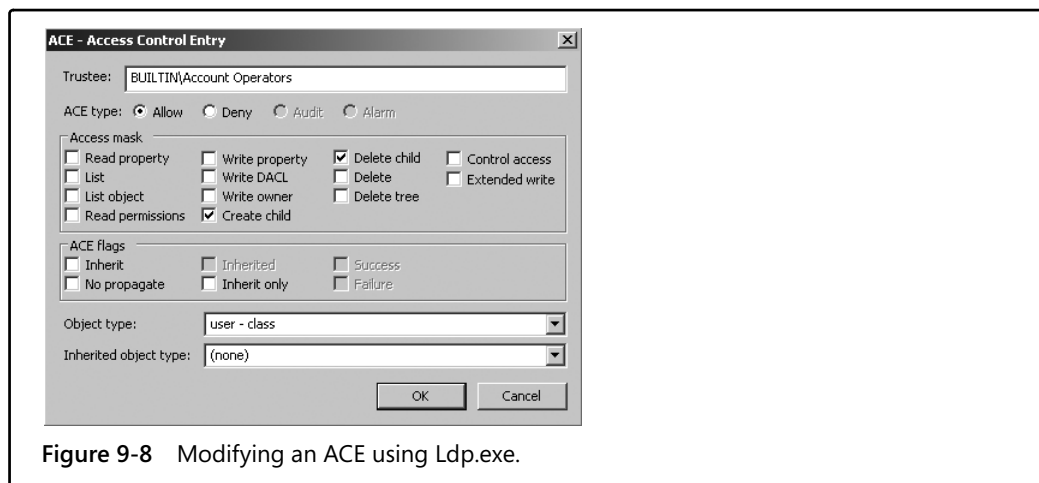 ACE - Access Control Entry
Trustee: BUILTIN\Account Operators
ACE type: Allow Deny Audit Alarm
Access mask
Read property Write property Delete child Control access
List Write DACL Delete Extended write
List object Write owner Delete tree
Read permissions Create child
ACE flags
Inherit Inherited Success
No propagate Inherit only Failure
Object type: user - class
Inherited object type: (none)
OK Cancel
Figure 9-8 Modifying an ACE using Ldp.exe.